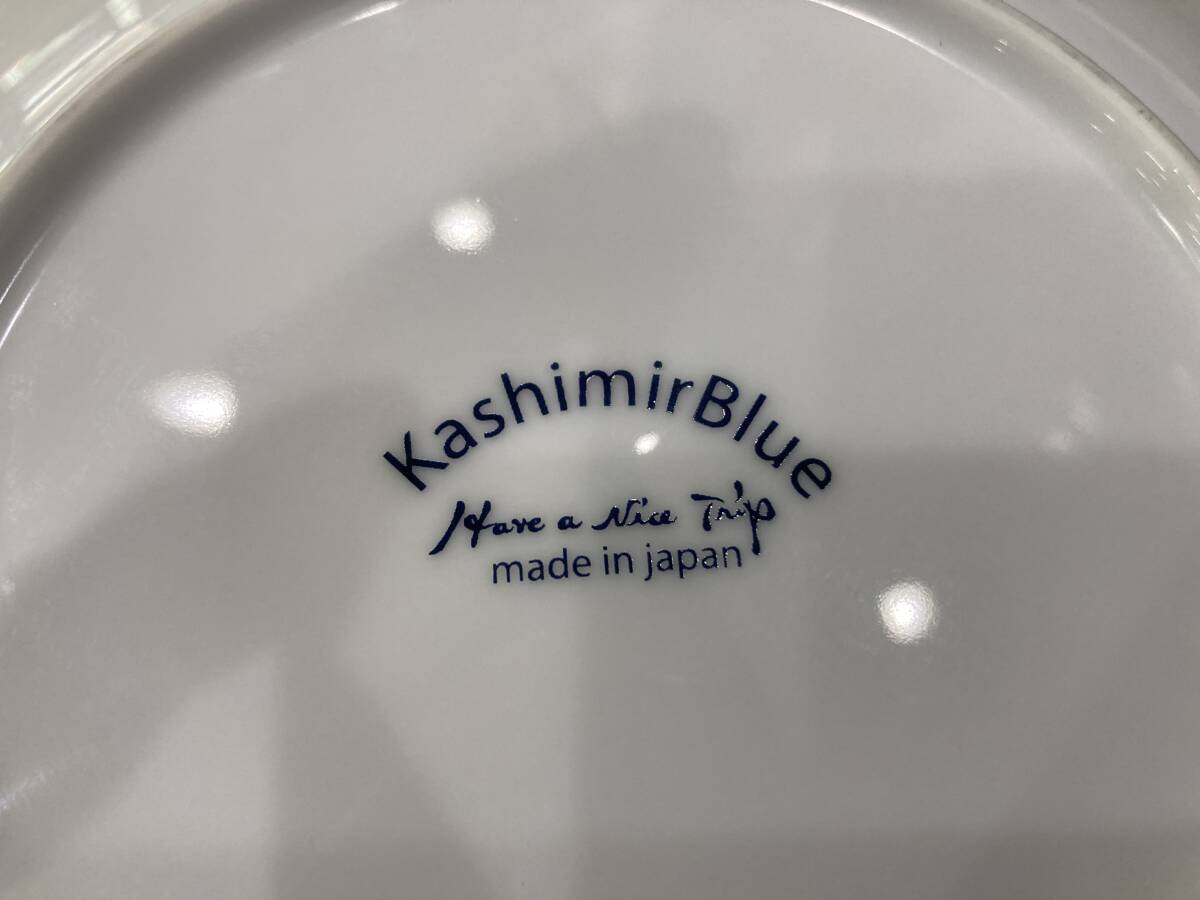 KashimirBlue
Have a Nice Trip
made in japan